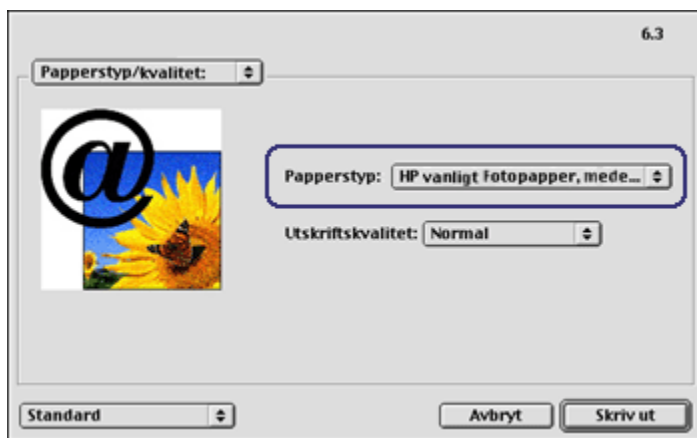 6.3
Papperstyp/kvalitet:
@
Papperstyp: HP vanligt Fotopapper, mede...
Utskriftskvalitet: Normal
Standard Avbryt Skriv ut